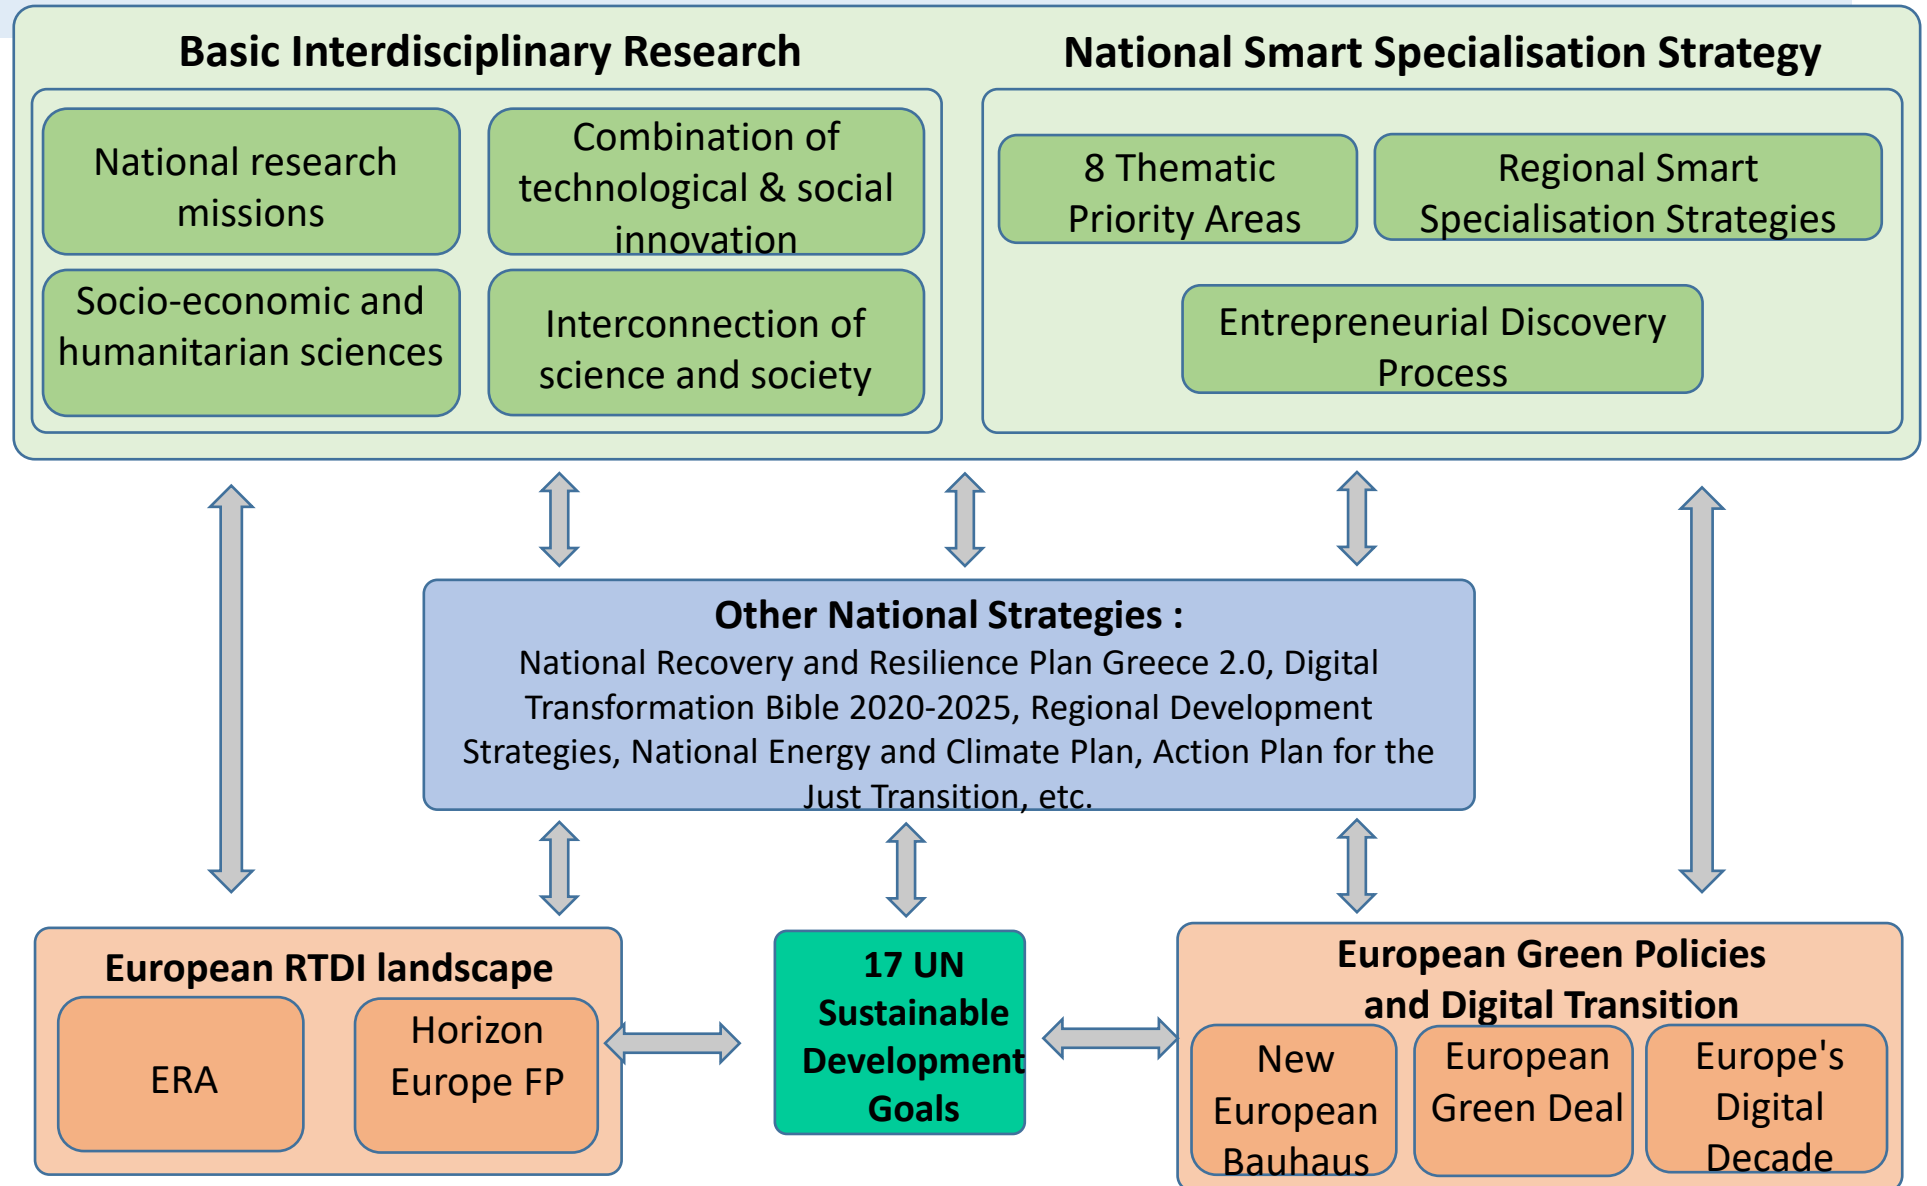 Basic Interdisciplinary Research
National research
missions
Combination of
technological & social
innovation
Socio-economic and
humanitarian sciences
Interconnection of
science and society
National Smart Specialisation Strategy
8 Thematic
Priority Areas
Regional Smart
Specialisation Strategies
Entrepreneurial Discovery
Process
Other National Strategies :
National Recovery and Resilience Plan Greece 2.0, Digital
Transformation Bible 2020-2025, Regional Development
Strategies, National Energy and Climate Plan, Action Plan for the
Just Transition, etc.
European RTDI landscape
ERA
Horizon
Europe FP
17 UN
Sustainable
Development
Goals
European Green Policies
and Digital Transition
New
European
Bauhaus
European
Green Deal
Europe's
Digital
Decade